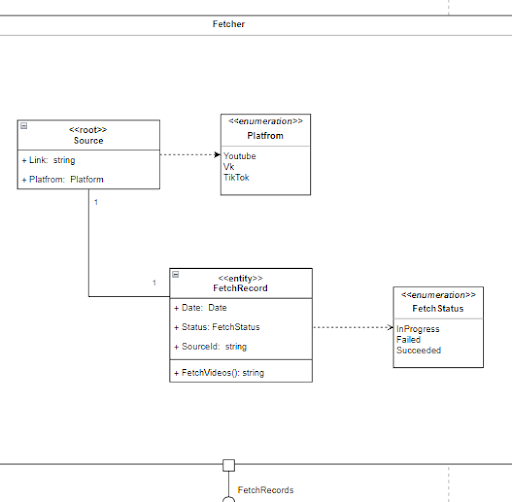 Fetcher
<<root>>
Source
+ Link: string
+ Platfrom: Platform
<<enumeration>>
Platfrom
Youtube
Vk
TikTok
1
1
<<entity>>
FetchRecord
+ Date: Date
+ Status: FetchStatus
+ SourceId: string
+ FetchVideos(): string
<<enumeration>>
FetchStatus
InProgress
Failed
Succeeded
FetchRecords